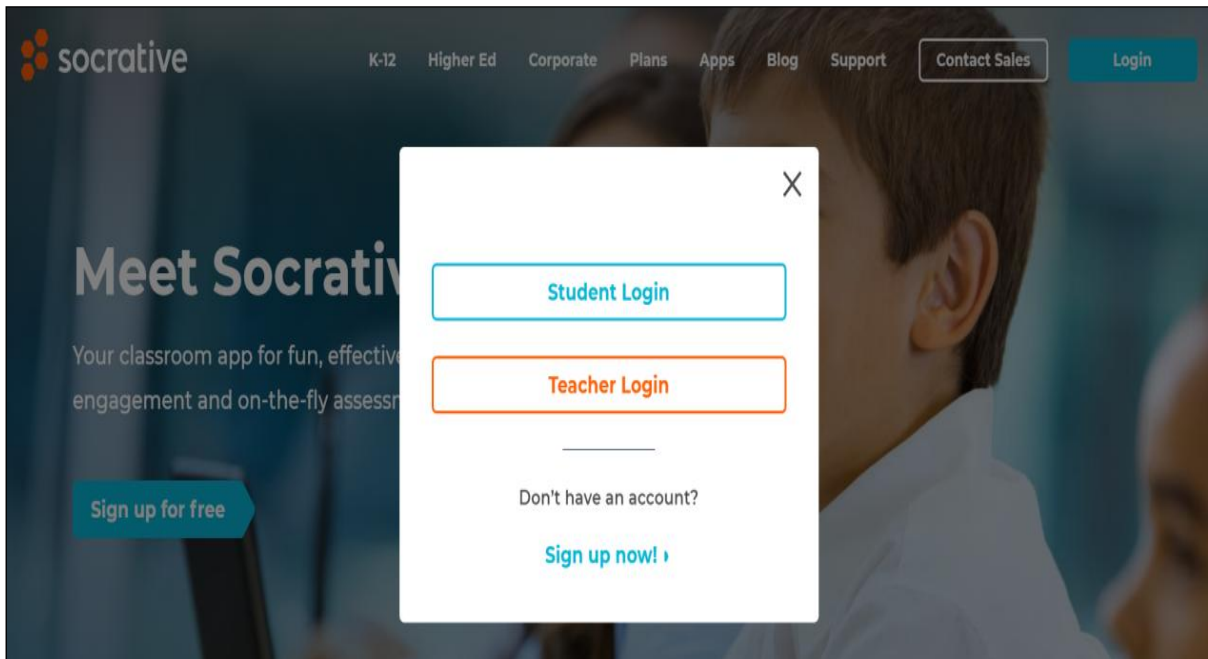 socrative
K-12 Higher Ed Corporate Plans Apps Blog Support Contact Sales Login
X
Meet Socrativ
Student Login
Your classroom app for fun, effective
Teacher Login
engagement and on-the-fly assessm
Don't have an account?
Sign up for free
Sign up now!